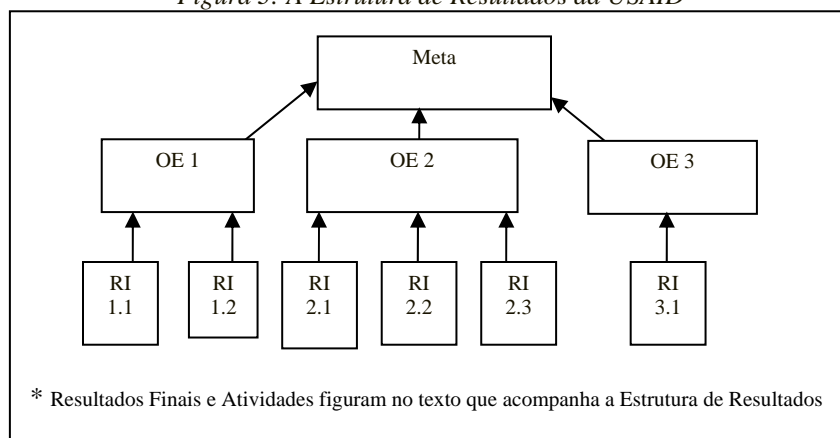 Figura 3: A Estrutura de Resultados da USAID
Meta
OE 1
OE 2
OE 3
RI
1.1
RI
1.2
RI
2.1
RI
2.2
RI
2.3
RI
3.1
* Resultados Finais e Atividades figuram no texto que acompanha a Estrutura de Resultados